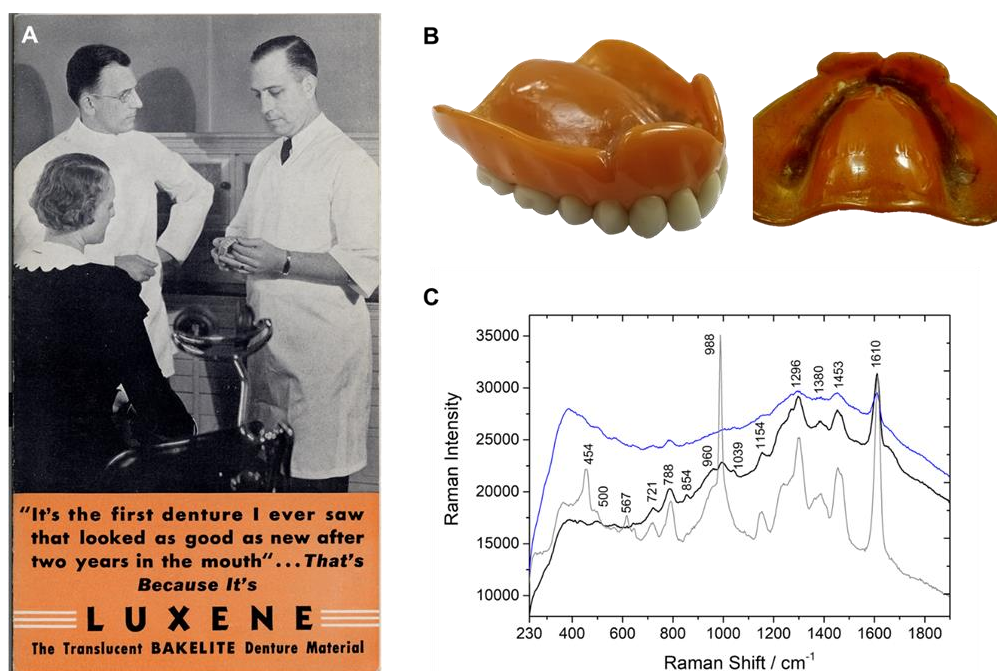 A
"It's the first denture I ever saw
that looked as good as new after
two years in the mouth"...That's
Because It's
LUXENE
The Translucent BAKELITE Denture Material
B
C
Raman Intensity
35000
30000
25000
20000
15000
10000
454
500
567
721
788
854
960
988
1039
1154
1296
1380
1453
1610
230 400 600 800 1000 1200 1400 1600 1800
Raman Shift / cm⁻¹